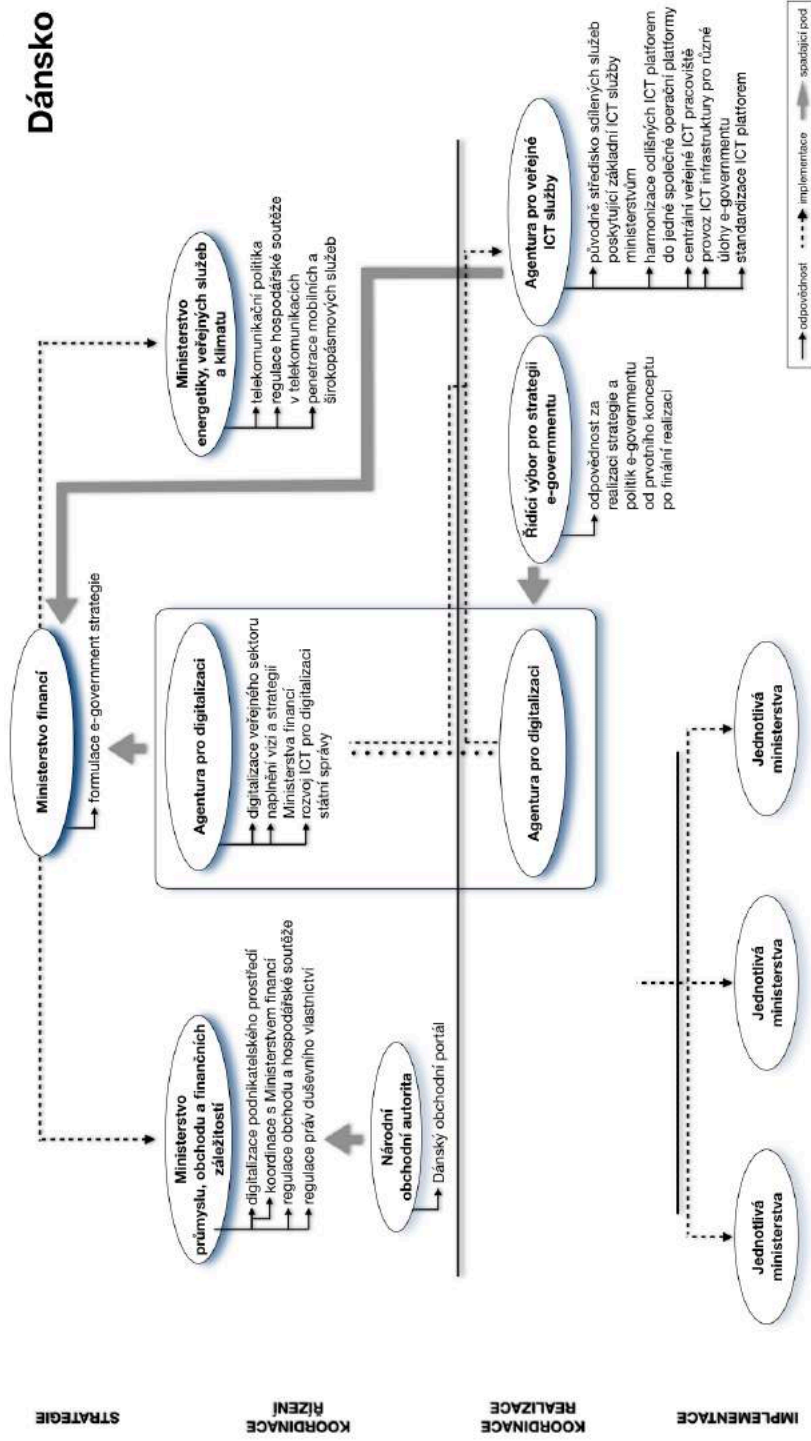 Dánsko
STRATEGIE
Ministerstvo financí
formulace e-government strategie
KOORDINACE
ŘÍZENÍ
Ministerstvo
průmyslu, obchodu a finančních
záležitostí
digitalizace podnikatelského prostředí
koordinace s Ministerstvem financí
regulace obchodu a hospodářské soutěže
regulace práv duševního vlastnictví
Agentura pro digitalizaci
digitalizace veřejného sektoru
naplnění vizí a strategií
Ministerstva financí
rozvoj ICT pro digitalizaci
státní správy
Ministerstvo
energetiky, veřejných služeb
a klimatu
telekomunikační politika
regulace hospodářské soutěže
v telekomunikacích
penetrace mobilních a
širokopásmových služeb
Národní
obchodní autorita
Dánský obchodní portál
KOORDINACE
REALIZACE
Agentura pro digitalizaci
Řídící výbor pro strategii
e-governmentu
odpovědnost za
realizaci strategie a
politik e-governmentu
od prvotního konceptu
po finální realizaci
Agentura pro veřejné
ICT služby
původně středisko sdílených služeb
poskytující základní ICT služby
ministerstvům
harmonizace odlišných ICT platforem
do jedné společné operační platformy
centrální veřejné ICT pracoviště
provoz ICT infrastruktury pro různé
úlohy e-governmentu
standardizace ICT platforem
IMPLEMENTACE
Jednotlivá
ministerstva
Jednotlivá
ministerstva
Jednotlivá
ministerstva
odpovědnost
implementace
spadající pod